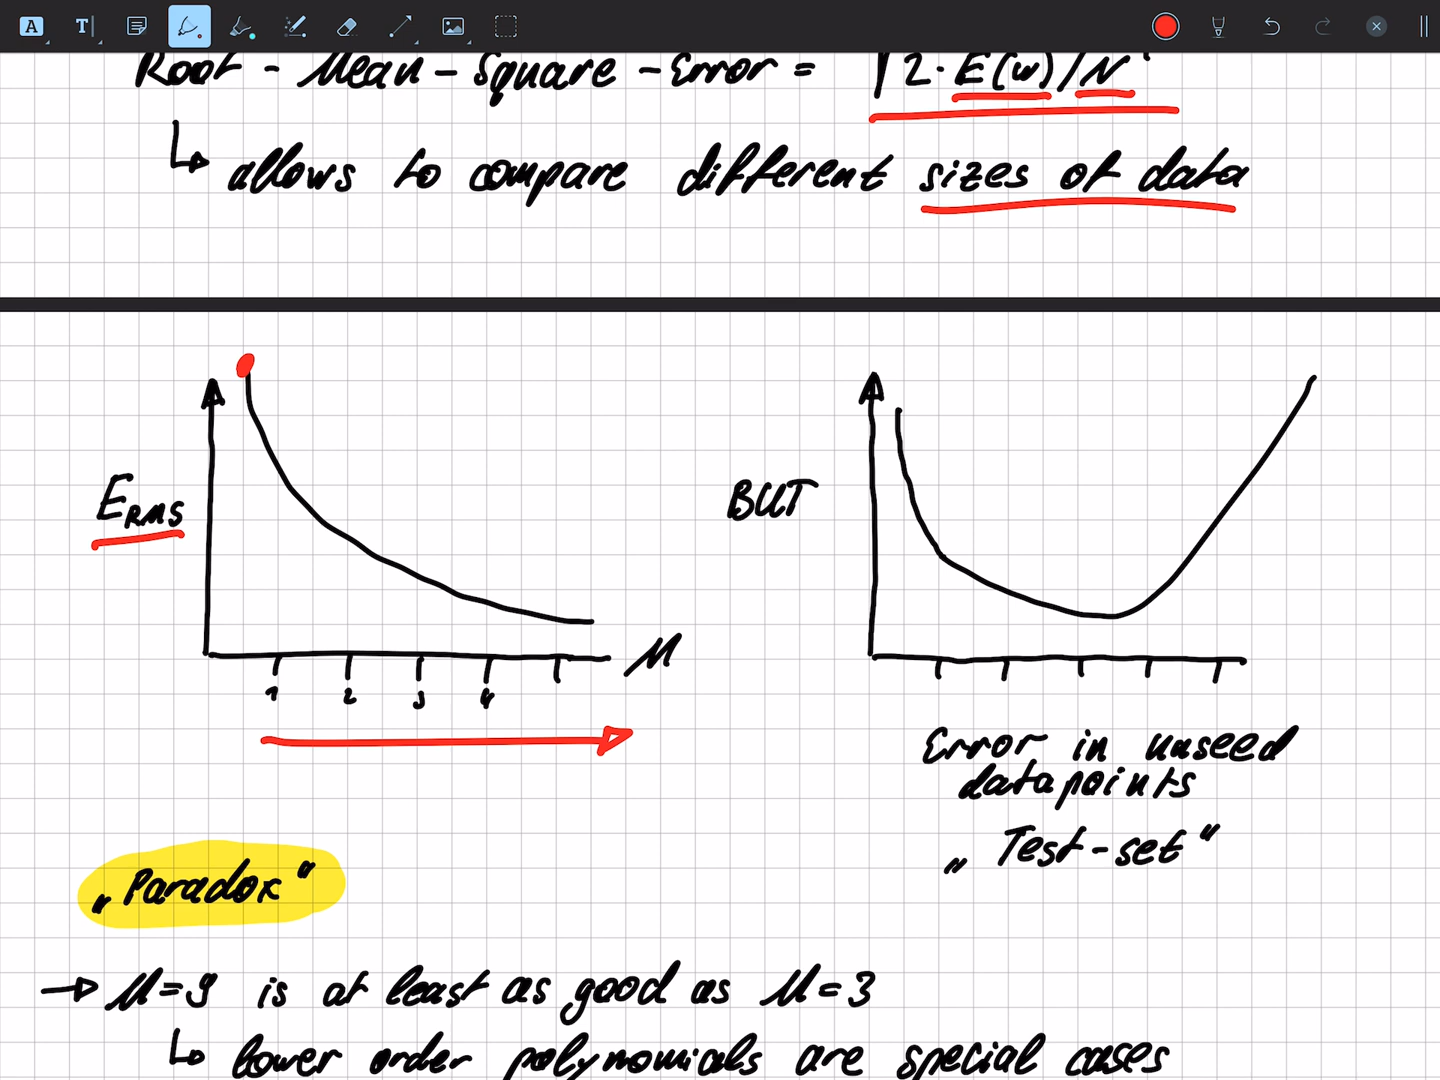 Root - Mean - Square - Error = √2·E(w)/N
↳ allows to compare different sizes of data
E_RMS
M
1 2 3 4
BUT
Error in unseed
datapoints
„Test-set"
„Paradox"
→ M=9 is at least as good as M=3
↳ lower order polynomials are special cases